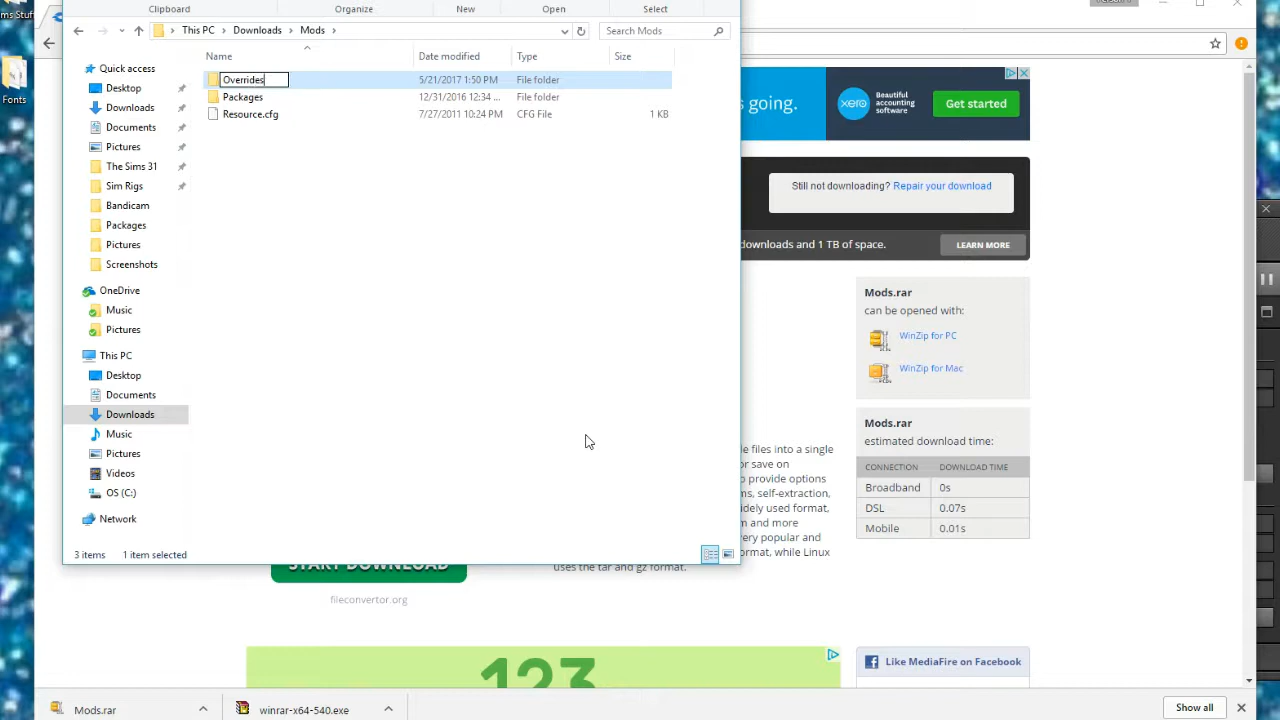 ms Stuff
Fonts
Clipboard Organize New Open Select
This PC Downloads Mods
Search Mods
Name Date modified Type Size
Overrides 5/21/2017 1:50 PM File folder
Packages 12/31/2016 12:34 ... File folder
Resource.cfg 7/27/2011 10:24 PM CFG File 1 KB
Quick access
Desktop
Downloads
Documents
Pictures
The Sims 31
Sim Rigs
Bandicam
Packages
Pictures
Screenshots
OneDrive
Music
Pictures
This PC
Desktop
Documents
Downloads
Music
Pictures
Videos
OS (C:)
Network
3 items 1 item selected
s going.
xero
Beautiful
accounting
software
Get started
Still not downloading? Repair your download
downloads and 1 TB of space.
LEARN MORE
Mods.rar
can be opened with:
WinZip for PC
WinZip for Mac
Mods.rar
estimated download time:
CONNECTION DOWNLOAD TIME
Broadband 0s
DSL 0.07s
Mobile 0.01s
le files into a single
or save on
o provide options
ms, self-extraction,
idely used format,
m and more
ery popular and
ormat, while Linux
uses the tar and gz format.
START DOWNLOAD
fileconvertor.org
123
Like MediaFire on Facebook
Mods.rar
winrar-x64-540.exe
Show all